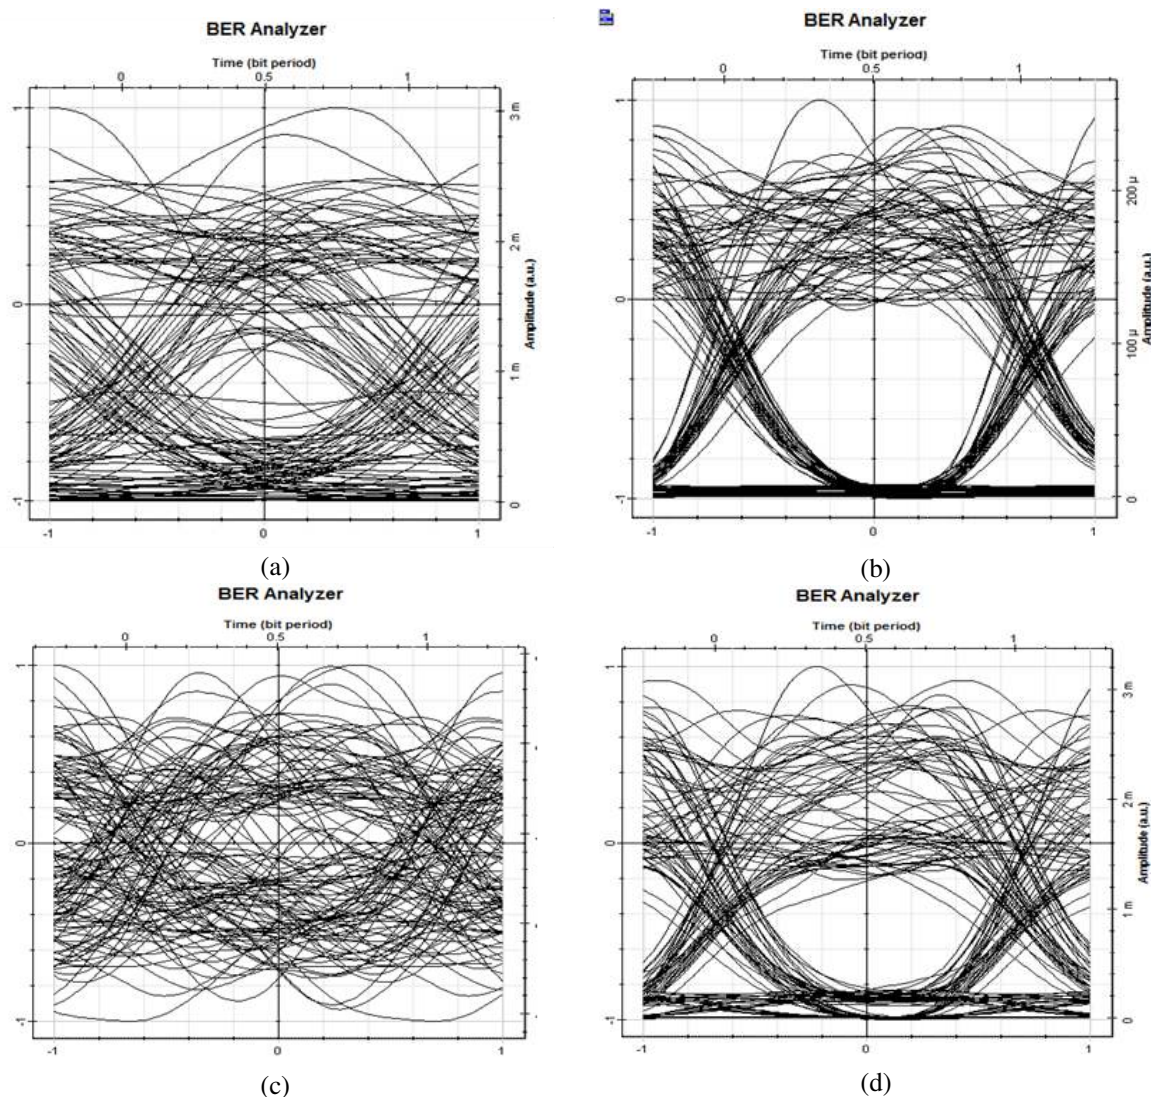 BER Analyzer
Time (bit period)
0 0.5 1
1
0
-1
3 m
2 m
1 m
0
Amplitude (a.u.)
-1 0 1
(a)
BER Analyzer
Time (bit period)
0 0.5 1
1
0
-1
200 µ
100 µ
0
Amplitude (a.u.)
-1 0 1
(b)
BER Analyzer
Time (bit period)
0 0.5 1
1
0
-1
-1 0 1
(c)
BER Analyzer
Time (bit period)
0 0.5 1
1
0
-1
3 m
2 m
1 m
0
Amplitude (a.u.)
-1 0 1
(d)